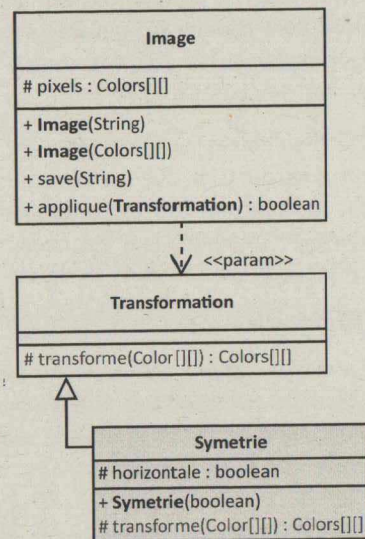 Image
# pixels : Colors[][]
+ Image(String)
+ Image(Colors[][])
+ save(String)
+ applique(Transformation) : boolean
<<param>>
Transformation
# transforme(Color[][]) : Colors[][]
Symetrie
# horizontale : boolean
+ Symetrie(boolean)
# transforme(Color[][]) : Colors[][]